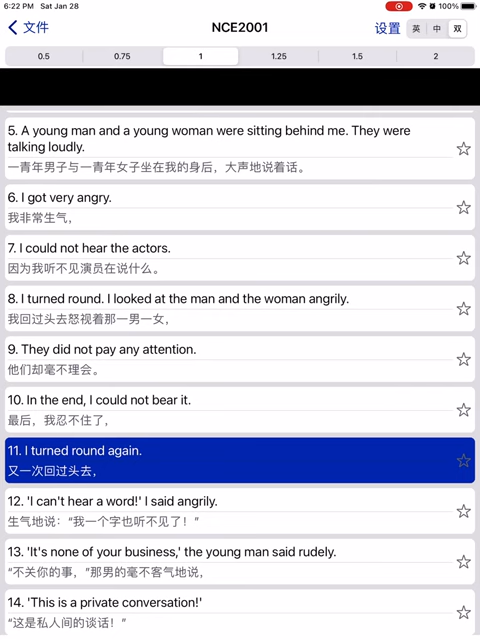 6:22 PM Sat Jan 28 100%
文件 NCE2001 设置 英 中 双
0.5 0.75 1 1.25 1.5 2
5. A young man and a young woman were sitting behind me. They were
talking loudly.
一青年男子与一青年女子坐在我的身后，大声地说着话。
6. I got very angry.
我非常生气，
7. I could not hear the actors.
因为我听不见演员在说什么。
8. I turned round. I looked at the man and the woman angrily.
我回过头去怒视着那一男一女，
9. They did not pay any attention.
他们却毫不理会。
10. In the end, I could not bear it.
最后，我忍不住了，
11. I turned round again.
又一次回过头去，
12. 'I can't hear a word!' I said angrily.
生气地说：“我一个字也听不见了！”
13. 'It's none of your business,' the young man said rudely.
“不关你的事，”那男的毫不客气地说，
14. 'This is a private conversation!'
“这是私人间的谈话！”